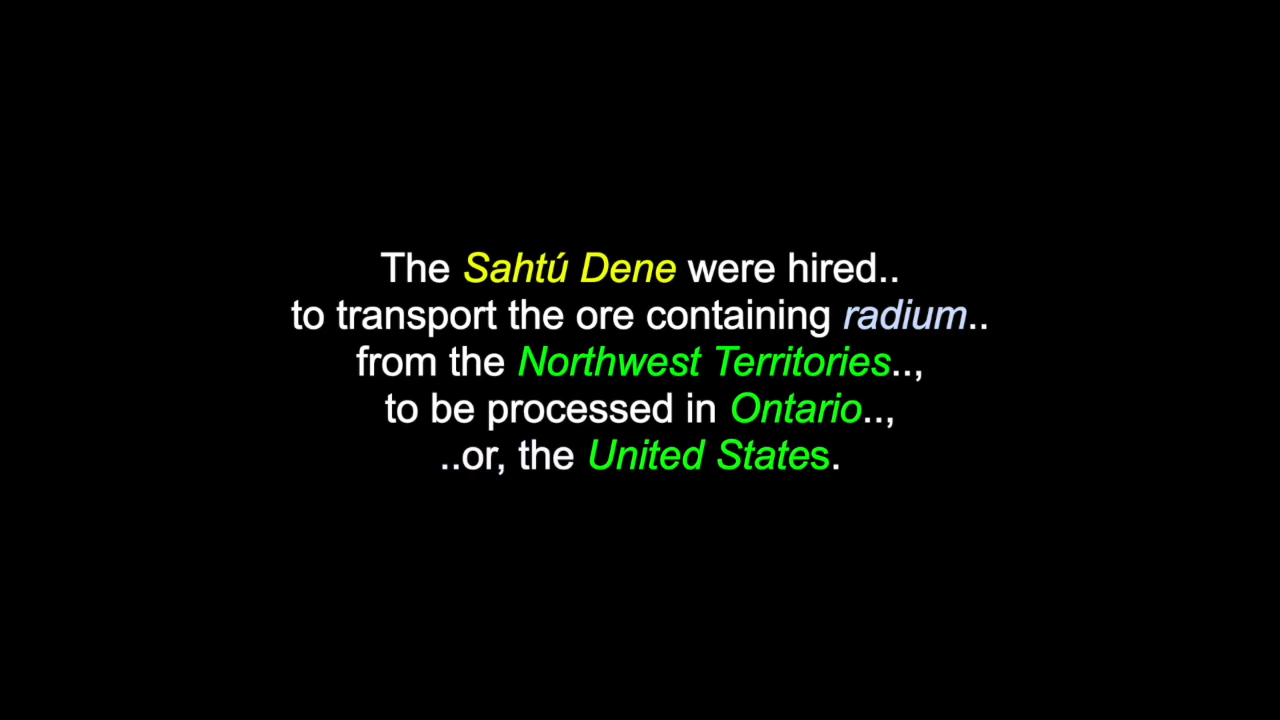 The Sahtú Dene were hired..
to transport the ore containing radium..
from the Northwest Territories..,
to be processed in Ontario..,
..or, the United States.